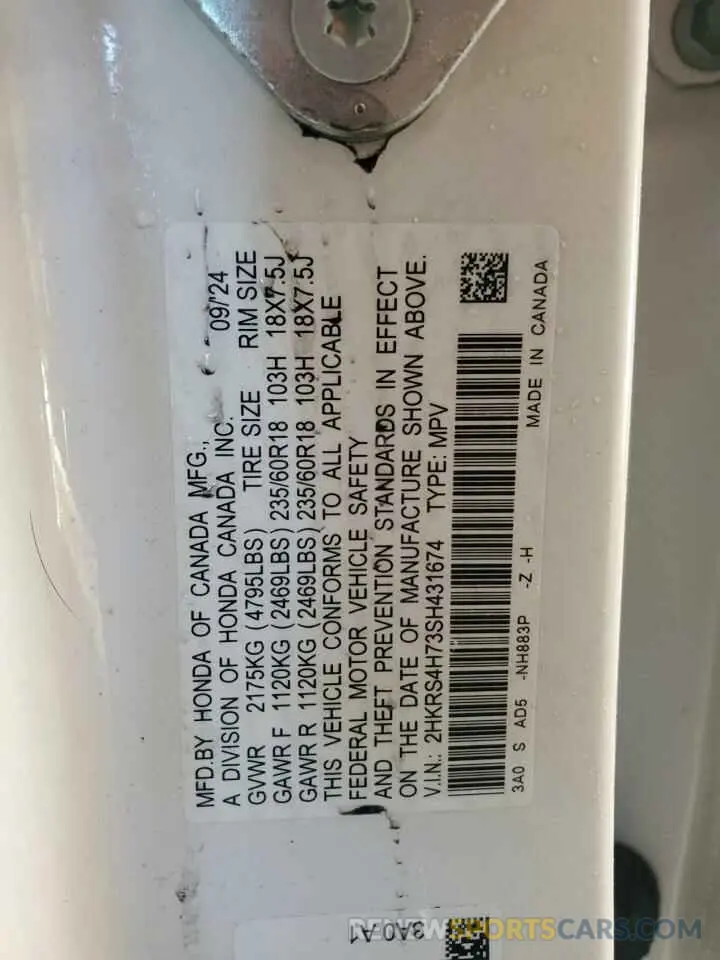 MFD.BY HONDA OF CANADA MFG.,
A DIVISION OF HONDA CANADA INC. 09/'24
GVWR 2175KG (4795LBS) TIRE SIZE RIM SIZE
GAWR F 1120KG (2469LBS) 235/60R18 103H 18X7.5J
GAWR R 1120KG (2469LBS) 235/60R18 103H 18X7.5J
THIS VEHICLE CONFORMS TO ALL APPLICABLE
FEDERAL MOTOR VEHICLE SAFETY
AND THEFT PREVENTION STANDARDS IN EFFECT
ON THE DATE OF MANUFACTURE SHOWN ABOVE.
V.I.N.: 2HKRS4H73SH431674 TYPE: MPV
3A0 S AD5 -NH883P -Z -H
MADE IN CANADA
3A0 A1
REVIEWSPORTSCARS.COM